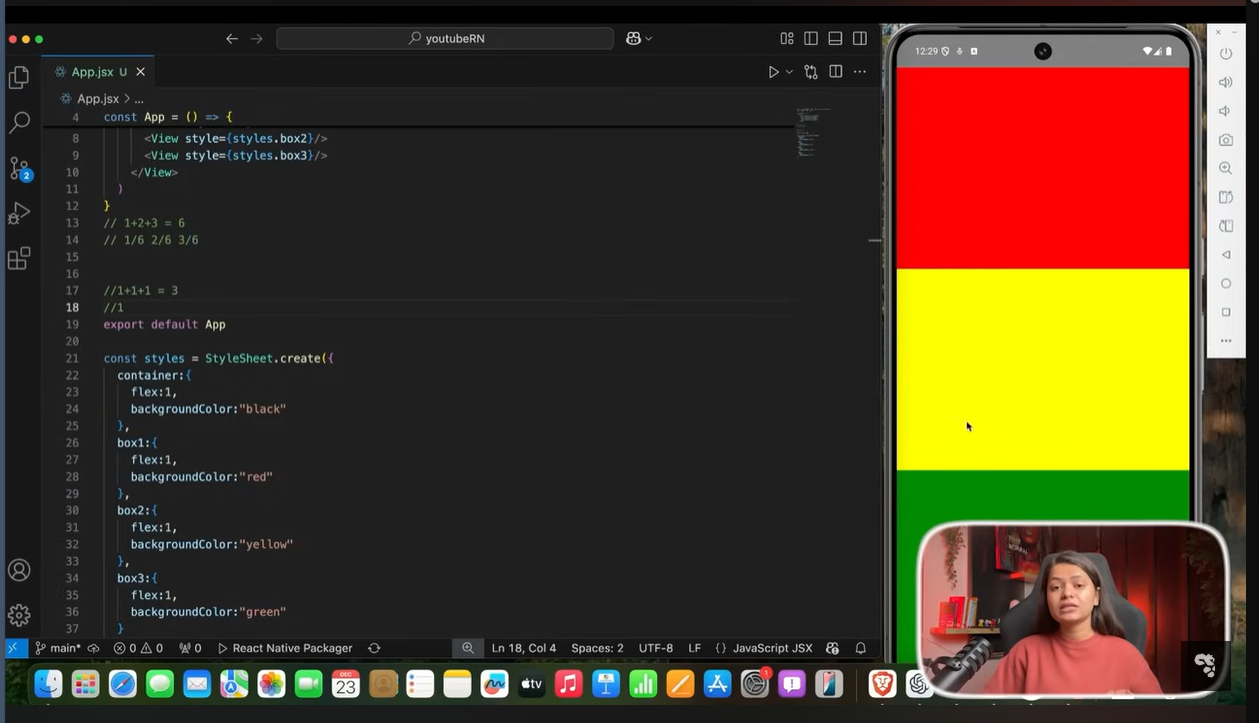 youtubeRN
App.jsx U
App.jsx > ...
4 const App = () => {
8 <View style={styles.box2}/>
9 <View style={styles.box3}/>
10 </View>
11 )
12 }
13 // 1+2+3 = 6
14 // 1/6 2/6 3/6
15
16
17 //1+1+1 = 3
18 //1
19 export default App
20
21 const styles = StyleSheet.create({
22 container:{
23 flex:1,
24 backgroundColor:"black"
25 },
26 box1:{
27 flex:1,
28 backgroundColor:"red"
29 },
30 box2:{
31 flex:1,
32 backgroundColor:"yellow"
33 },
34 box3:{
35 flex:1,
36 backgroundColor:"green"
37 }
2
main* 0 0 0 React Native Packager Ln 18, Col 4 Spaces: 2 UTF-8 LF {} JavaScript JSX
12:29
DEC
23
tv
1